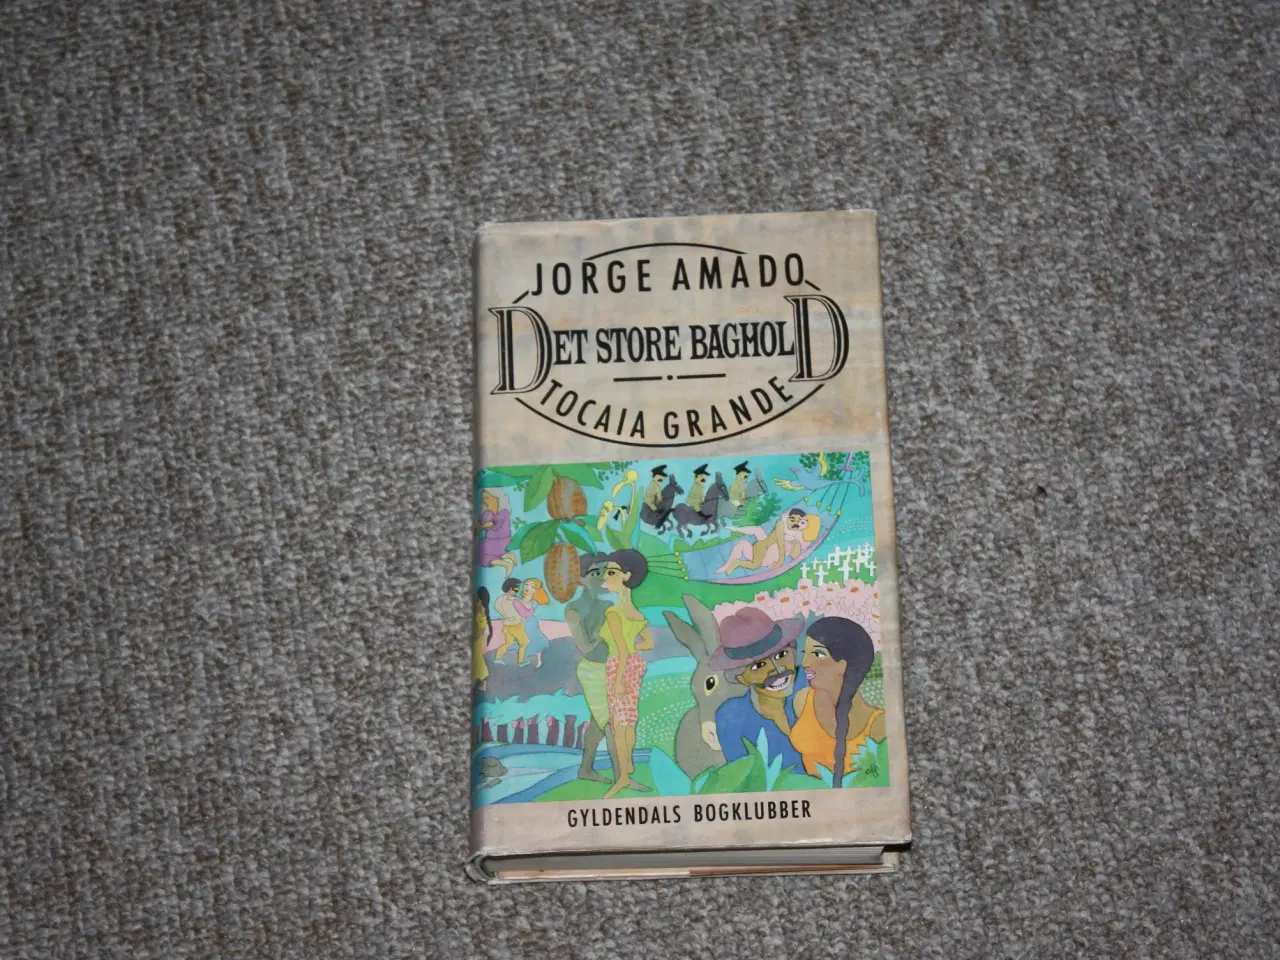 JORGE AMADO
DET STORE BAGHOLD
TOCAIA GRANDE
GYLDENDALS BOGKLUBBER